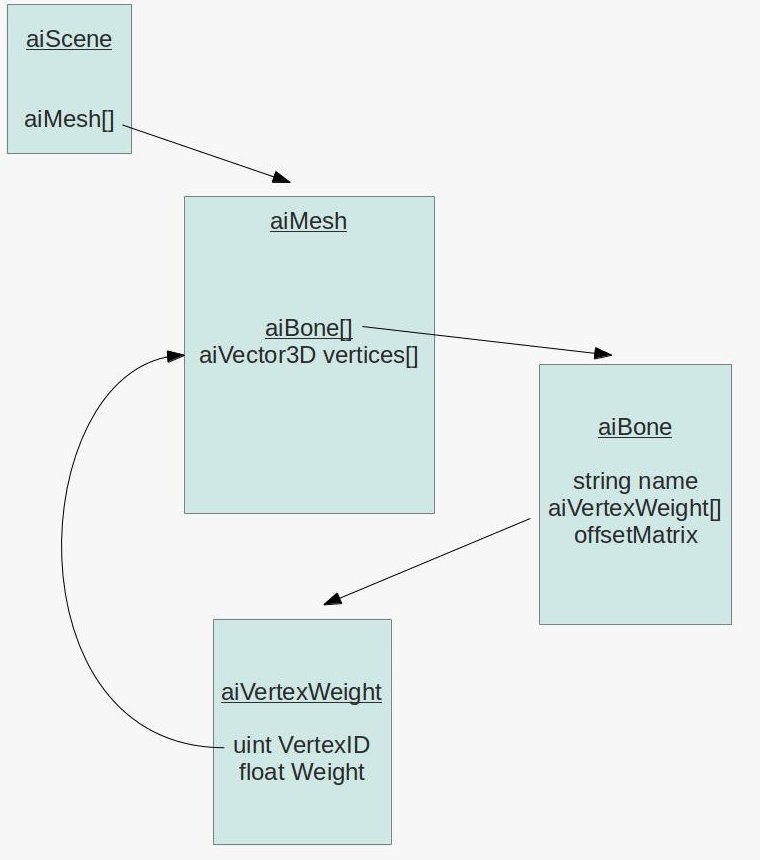 aiScene
aiMesh[]
aiMesh
aiBone[]
aiVector3D vertices[]
aiBone
string name
aiVertexWeight[]
offsetMatrix
aiVertexWeight
uint VertexID
float Weight